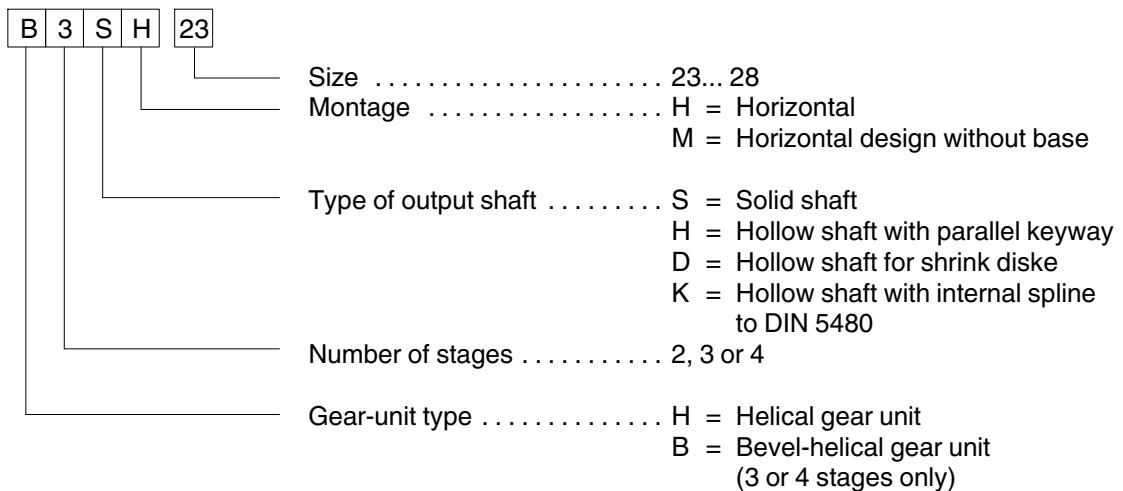 B 3 S H 23
Size . . . . . . . . . . . . . . . . . . . . . . 23... 28
Montage . . . . . . . . . . . . . . . . . . H = Horizontal
M = Horizontal design without base
Type of output shaft . . . . . . . . . S = Solid shaft
H = Hollow shaft with parallel keyway
D = Hollow shaft for shrink diske
K = Hollow shaft with internal spline
to DIN 5480
Number of stages . . . . . . . . . . . 2, 3 or 4
Gear-unit type . . . . . . . . . . . . . . H = Helical gear unit
B = Bevel-helical gear unit
(3 or 4 stages only)